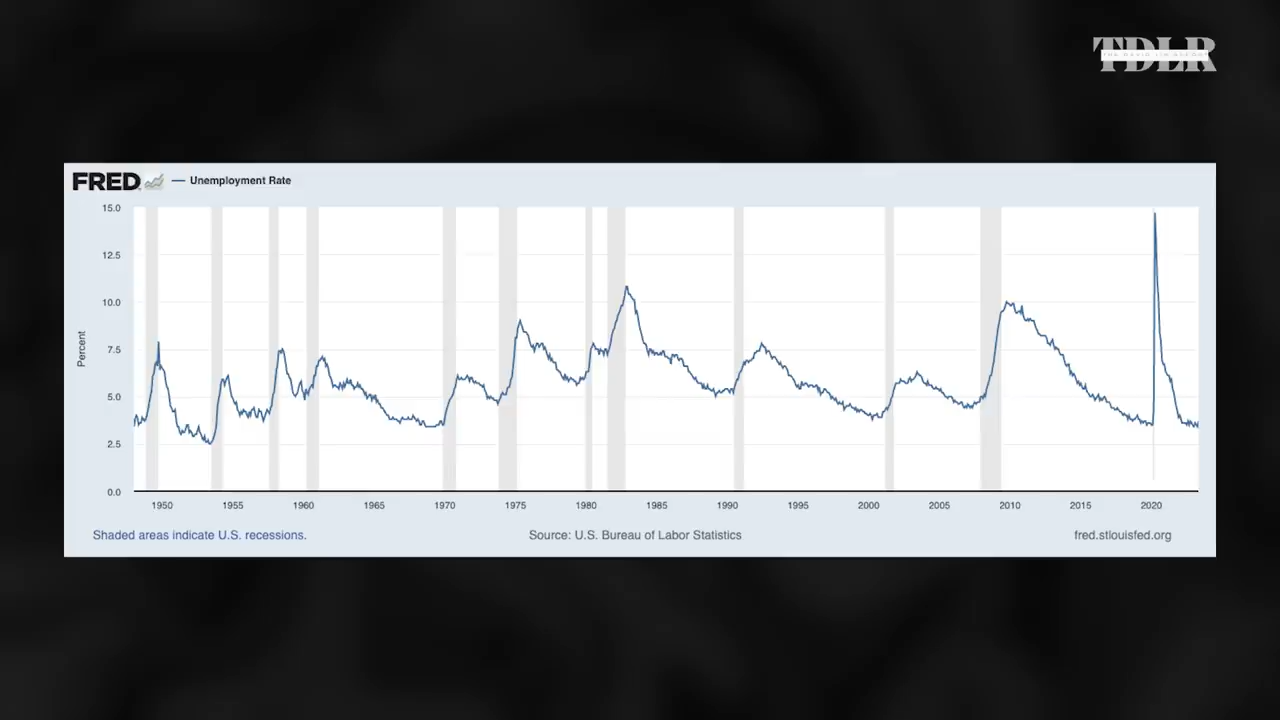 TDLR
FRED — Unemployment Rate
15.0
12.5
10.0
7.5
5.0
2.5
0.0
Percent
1950 1955 1960 1965 1970 1975 1980 1985 1990 1995 2000 2005 2010 2015 2020
Shaded areas indicate U.S. recessions. Source: U.S. Bureau of Labor Statistics fred.stlouisfed.org